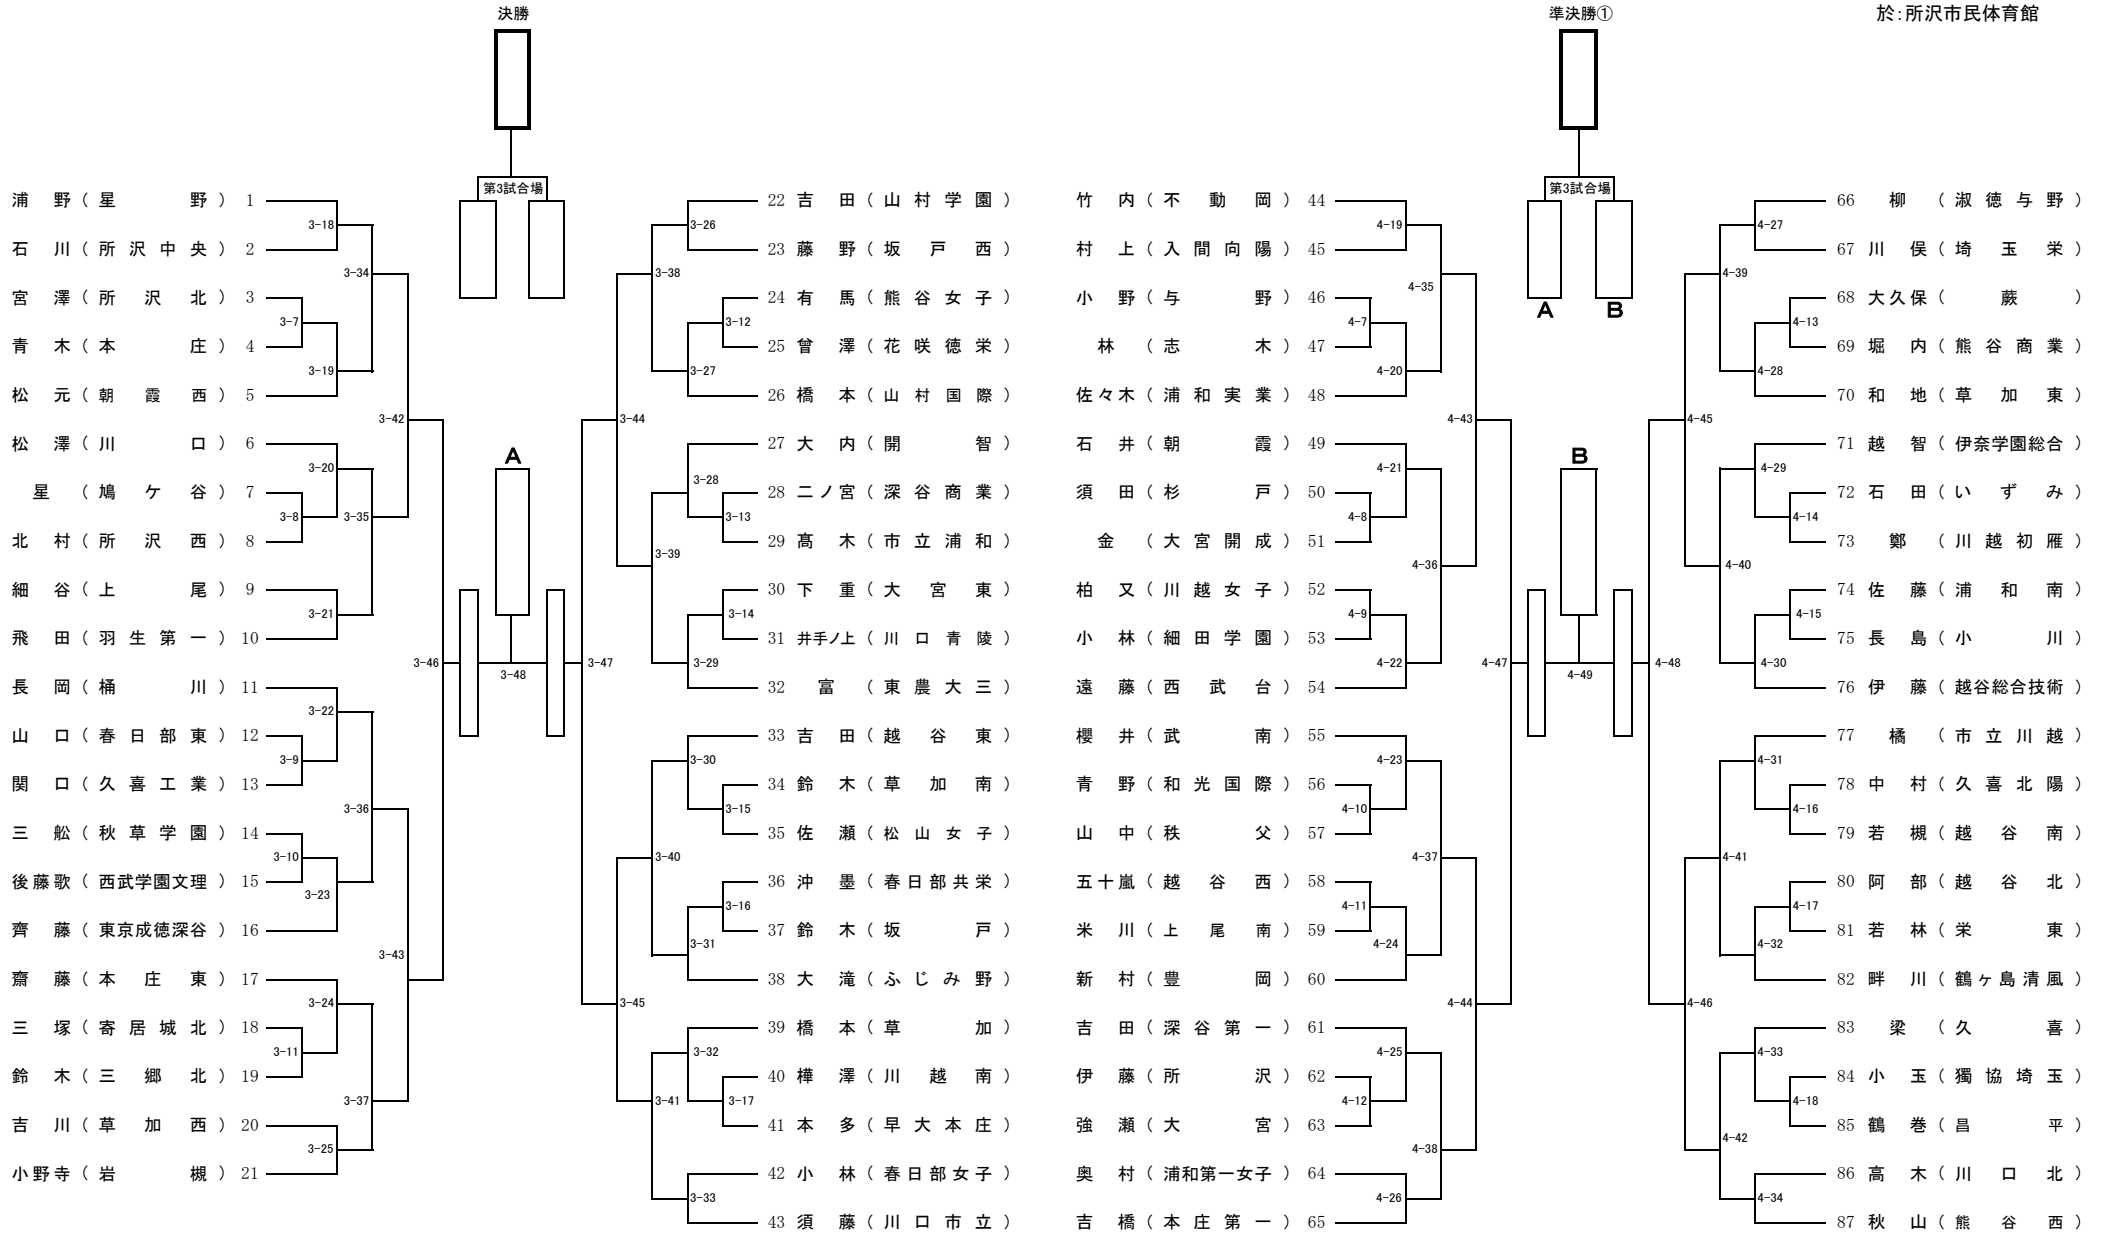 決勝
準決勝①
於:所沢市民体育館
第3試合場
第3試合場
A
B
浦野(星野) 1
石川(所沢中央) 2
宮澤(所沢北) 3
青木(本庄) 4
松元(朝霞西) 5
松澤(川口) 6
星(鳩ケ谷) 7
北村(所沢西) 8
細谷(上尾) 9
飛田(羽生第一) 10
長岡(桶川) 11
山口(春日部東) 12
関口(久喜工業) 13
三舩(秋草学園) 14
後藤歌(西武学園文理) 15
齊藤(東京成徳深谷) 16
齋藤(本庄東) 17
三塚(寄居城北) 18
鈴木(三郷北) 19
吉川(草加西) 20
小野寺(岩槻) 21
3-18
3-34
3-7
3-19
3-42
3-20
3-8
3-35
3-21
3-46
3-22
3-9
3-36
3-10
3-23
3-43
3-24
3-11
3-37
3-25
A
3-48
22 吉田(山村学園)
23 藤野(坂戸西)
24 有馬(熊谷女子)
25 曾澤(花咲徳栄)
26 橋本(山村国際)
27 大内(開智)
28 二ノ宮(深谷商業)
29 髙木(市立浦和)
30 下重(大宮東)
31 井手ノ上(川口青陵)
32 富(東農大三)
33 吉田(越谷東)
34 鈴木(草加南)
35 佐瀬(松山女子)
36 沖墨(春日部共栄)
37 鈴木(坂戸)
38 大滝(ふじみ野)
39 橋本(草加)
40 樺澤(川越南)
41 本多(早大本庄)
42 小林(春日部女子)
43 須藤(川口市立)
3-26
3-38
3-12
3-27
3-44
3-28
3-13
3-39
3-14
3-29
3-47
3-30
3-15
3-40
3-16
3-31
3-45
3-32
3-17
3-41
3-33
竹内(不動岡) 44
村上(入間向陽) 45
小野(与野) 46
林(志木) 47
佐々木(浦和実業) 48
石井(朝霞) 49
須田(杉戸) 50
金(大宮開成) 51
柏又(川越女子) 52
小林(細田学園) 53
遠藤(西武台) 54
櫻井(武南) 55
青野(和光国際) 56
山中(秩父) 57
五十嵐(越谷西) 58
米川(上尾南) 59
新村(豊岡) 60
吉田(深谷第一) 61
伊藤(所沢) 62
強瀬(大宮) 63
奥村(浦和第一女子) 64
吉橋(本庄第一) 65
4-19
4-35
4-7
4-20
4-43
4-21
4-8
4-36
4-9
4-22
4-47
4-23
4-10
4-37
4-11
4-24
4-44
4-25
4-12
4-38
4-26
B
4-49
66 柳(淑徳与野)
67 川俣(埼玉栄)
68 大久保(蕨)
69 堀内(熊谷商業)
70 和地(草加東)
71 越智(伊奈学園総合)
72 石田(いずみ)
73 鄭(川越初雁)
74 佐藤(浦和南)
75 長島(小川)
76 伊藤(越谷総合技術)
77 橘(市立川越)
78 中村(久喜北陽)
79 若槻(越谷南)
80 阿部(越谷北)
81 若林(栄東)
82 畔川(鶴ヶ島清風)
83 梁(久喜)
84 小玉(獨協埼玉)
85 鶴巻(昌平)
86 高木(川口北)
87 秋山(熊谷西)
4-27
4-39
4-13
4-28
4-45
4-29
4-14
4-40
4-15
4-30
4-48
4-31
4-16
4-41
4-17
4-32
4-46
4-33
4-18
4-42
4-34